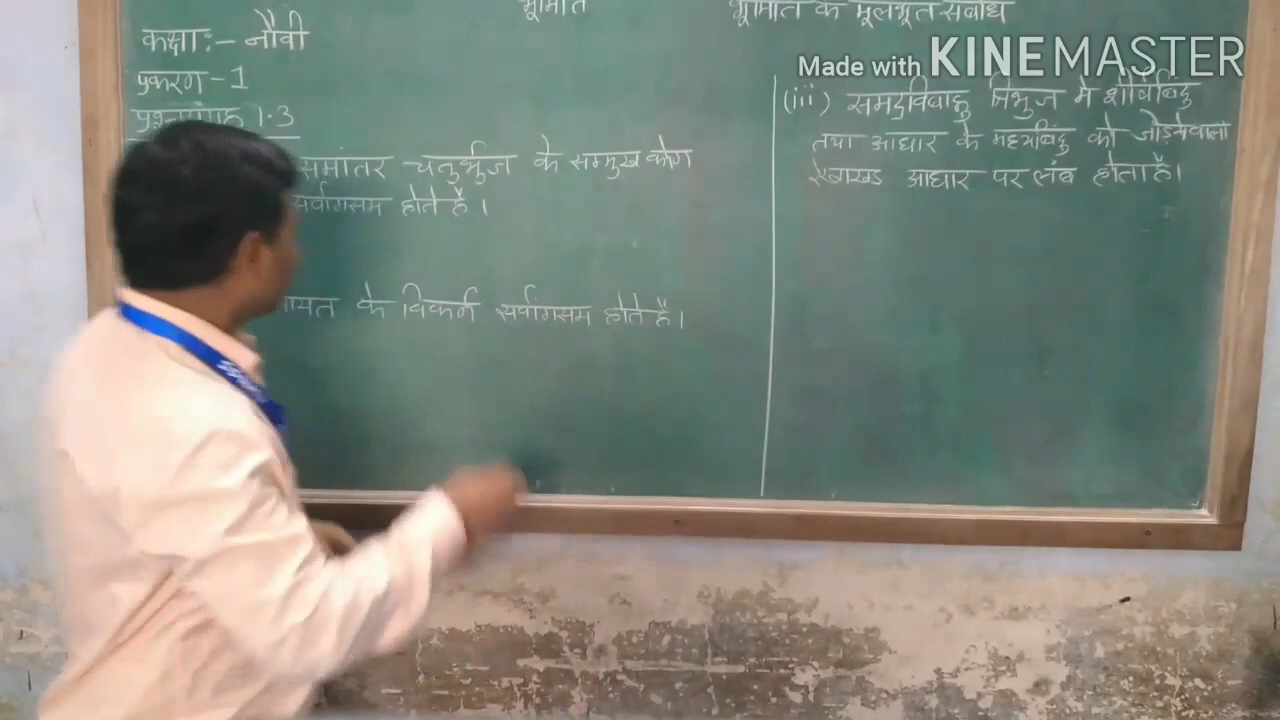 भूमिति
भूमिति के मूलभूत संबोध
Made with KINEMASTER
कक्षा:- नौवी
प्रकरण - 1
प्रश्नसंग्रह 1.3
समांतर चतुर्भुज के सम्मुख कोण
सर्वांगसम होते हैं।
के विकर्ण सर्वांगसम होते हैं।
(iii) समद्विबाहु त्रिभुज मे शीर्षबिंदु
तथा आधार के मध्यबिंदु को जोड़नेवाला
रेखाखंड आधार पर लंब होता है।